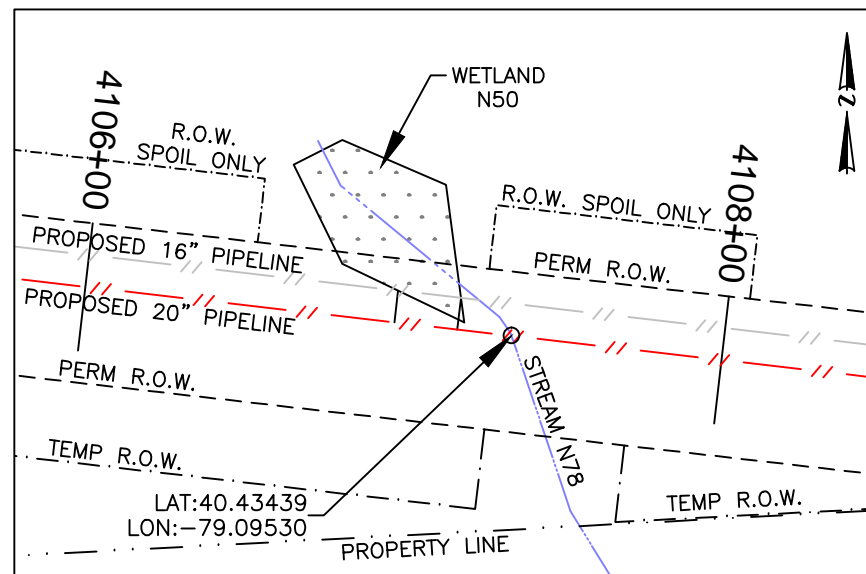 WETLAND
N50
N
4106+00
R.O.W.
SPOIL ONLY
4108+00
R.O.W. SPOIL ONLY
PROPOSED 16" PIPELINE
PERM R.O.W.
PROPOSED 20" PIPELINE
STREAM N78
PERM R.O.W.
TEMP R.O.W.
LAT:40.43439
LON:-79.09530
TEMP R.O.W.
PROPERTY LINE